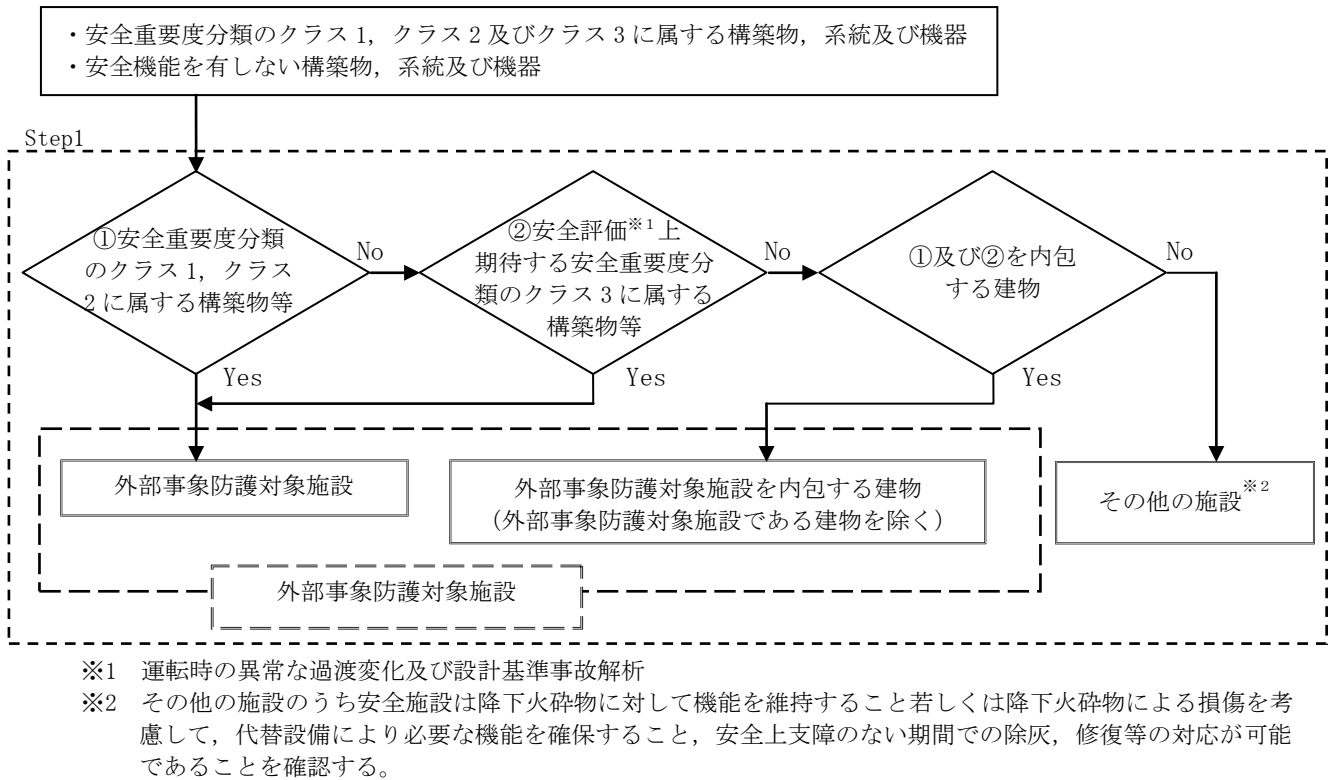 ・安全重要度分類のクラス1，クラス2及びクラス3に属する構築物，系統及び機器
・安全機能を有しない構築物，系統及び機器
Step1
①安全重要度分類
のクラス1，クラス
2に属する構築物等
No
②安全評価※1上
期待する安全重要度分
類のクラス3に属する
構築物等
No
①及び②を内包
する建物
No
Yes
Yes
Yes
外部事象防護対象施設
外部事象防護対象施設を内包する建物
（外部事象防護対象施設である建物を除く）
その他の施設※2
外部事象防護対象施設
※1　運転時の異常な過渡変化及び設計基準事故解析
※2　その他の施設のうち安全施設は降下火砕物に対して機能を維持すること若しくは降下火砕物による損傷を考
慮して，代替設備により必要な機能を確保すること，安全上支障のない期間での除灰，修復等の対応が可能
であることを確認する。